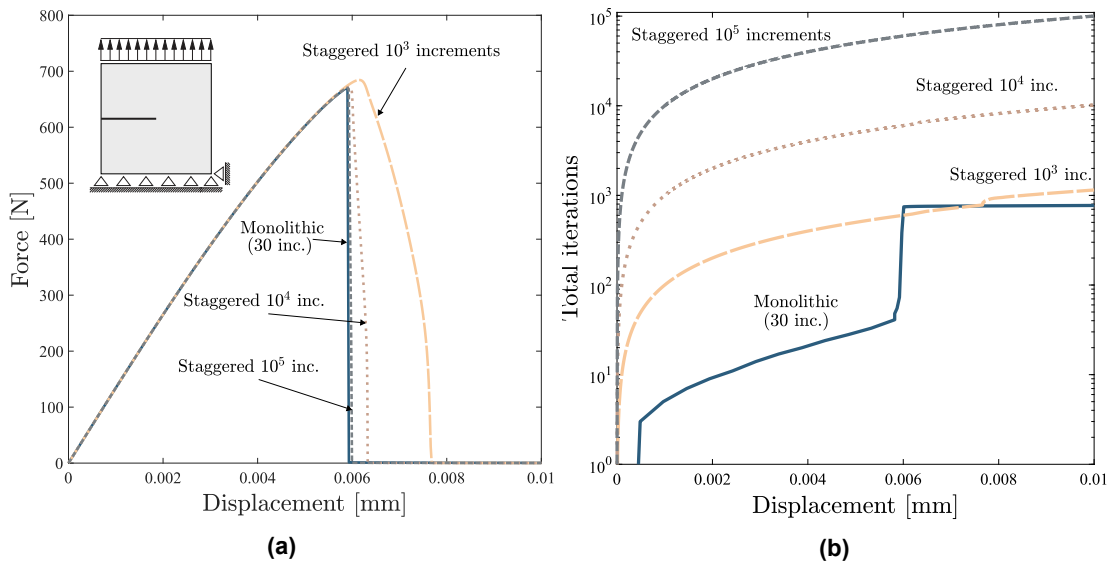 800
700
600
500
400
300
200
100
0
Force [N]
0
0.002
0.004
0.006
0.008
0.01
Displacement [mm]
Staggered 10³ increments
Monolithic
(30 inc.)
Staggered 10⁴ inc.
Staggered 10⁵ inc.
(a)
10⁵
10⁴
10³
10²
10¹
10⁰
Total iterations
0
0.002
0.004
0.006
0.008
0.01
Displacement [mm]
Staggered 10⁵ increments
Staggered 10⁴ inc.
Staggered 10³ inc.
Monolithic
(30 inc.)
(b)